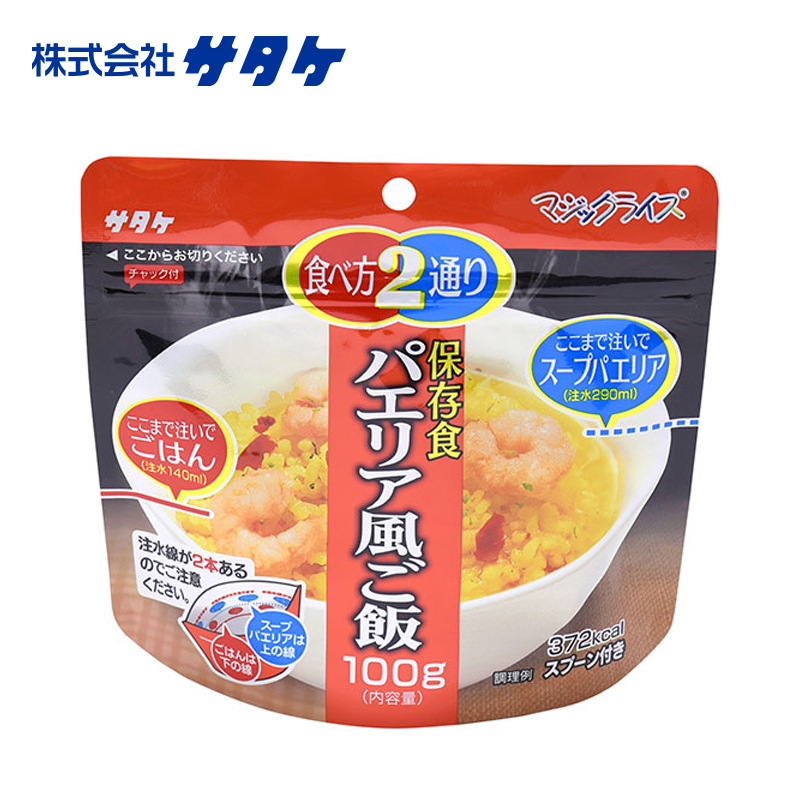 株式会社サタケ
サタケ
マジックライス®
◀ ここからお切りください
チャック付
食べ方2通り
ここまで注いで
スープパエリア
(注水290ml)
保存食
パエリア風ご飯
100g
(内容量)
ここまで注いで
ごはん
(注水140ml)
注水線が2本ある
のでご注意
ください。
スープ
パエリアは
上の線
ごはんは
下の線
372kcal
スプーン付き
調理例